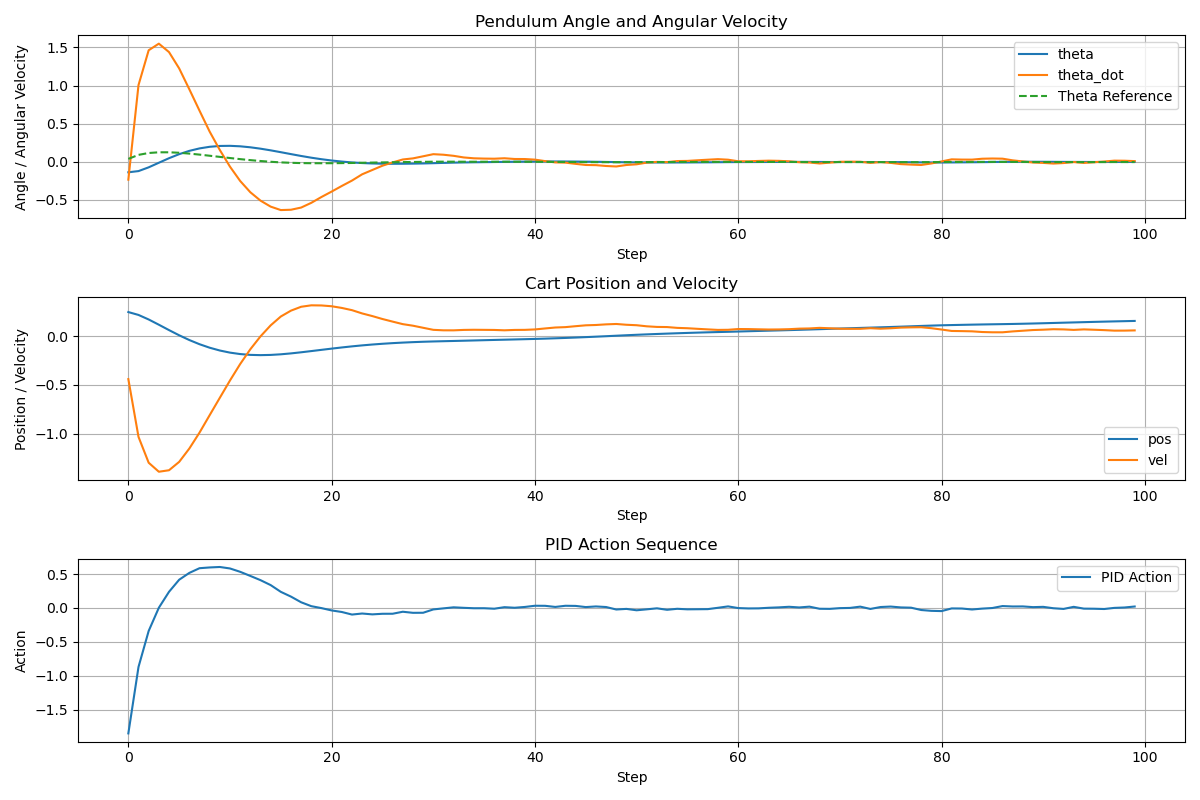 Pendulum Angle and Angular Velocity
Angle / Angular Velocity
1.5
1.0
0.5
0.0
−0.5
theta
theta_dot
Theta Reference
0 20 40 60 80 100
Step
Cart Position and Velocity
Position / Velocity
0.0
−0.5
−1.0
pos
vel
0 20 40 60 80 100
Step
PID Action Sequence
Action
0.5
0.0
−0.5
−1.0
−1.5
PID Action
0 20 40 60 80 100
Step